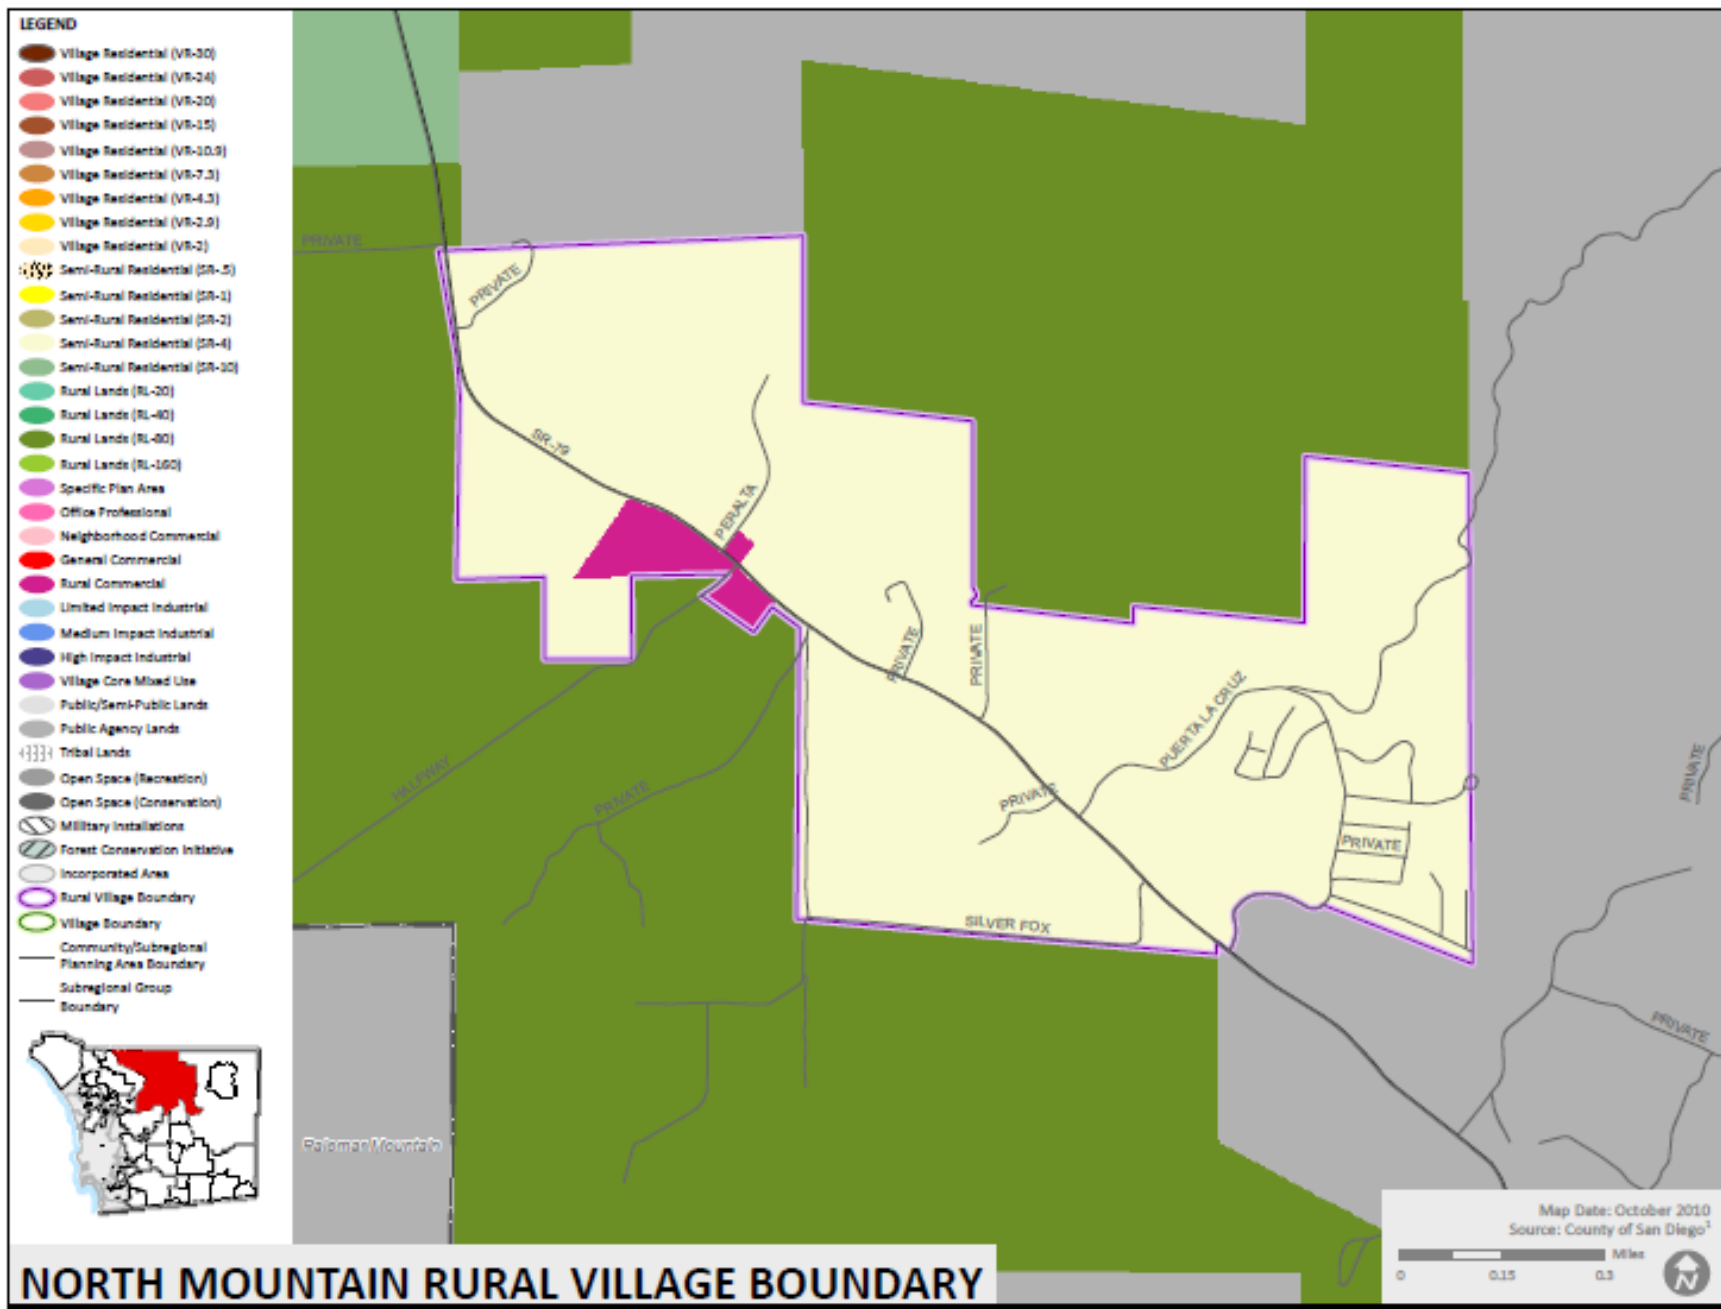 LEGEND
Village Residential (VR-30)
Village Residential (VR-24)
Village Residential (VR-20)
Village Residential (VR-15)
Village Residential (VR-10.9)
Village Residential (VR-7.3)
Village Residential (VR-4.3)
Village Residential (VR-2.9)
Village Residential (VR-2)
Semi-Rural Residential (SR-.5)
Semi-Rural Residential (SR-1)
Semi-Rural Residential (SR-2)
Semi-Rural Residential (SR-4)
Semi-Rural Residential (SR-10)
Rural Lands (RL-20)
Rural Lands (RL-40)
Rural Lands (RL-80)
Rural Lands (RL-160)
Specific Plan Area
Office Professional
Neighborhood Commercial
General Commercial
Rural Commercial
Limited Impact Industrial
Medium Impact Industrial
High Impact Industrial
Village Core Mixed Use
Public/Semi-Public Lands
Public Agency Lands
Tribal Lands
Open Space (Recreation)
Open Space (Conservation)
Military Installations
Forest Conservation Initiative
Incorporated Area
Rural Village Boundary
Village Boundary
Community/Subregional
Planning Area Boundary
Subregional Group
Boundary
PRIVATE
PRIVATE
SR-79
PERALTA
PRIVATE
PRIVATE
PUERTA LA CRUZ
HALFWAY
PRIVATE
PRIVATE
PRIVATE
PRIVATE
SILVER FOX
PRIVATE
Palomar Mountain
Map Date: October 2010
Source: County of San Diego¹
Miles
0 0.15 0.3
N
NORTH MOUNTAIN RURAL VILLAGE BOUNDARY